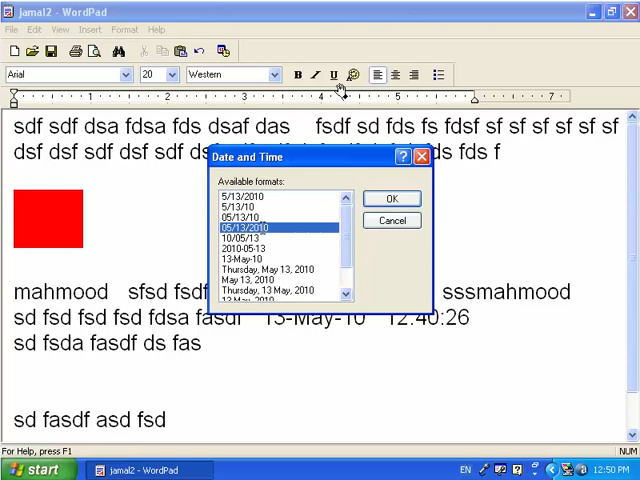 jamal2 - WordPad
File Edit View Insert Format Help
Arial 20 Western B I U
1 2 3 4 5 7
sdf sdf dsa fdsa fds dsaf das fsdf sd fds fs fdsf sf sf sf sf sf sf
dsf dsf sdf dsf sdf ds fds fds f
Date and Time
Available formats:
5/13/2010
5/13/10
05/13/10
05/13/2010
10/05/13
2010-05-13
13-May-10
Thursday, May 13, 2010
May 13, 2010
Thursday, 13 May, 2010
13 May, 2010
OK
Cancel
mahmood sfsd fsdf sssmahmood
sd fsd fsd fsd fdsa fasdf 13-May-10 12:40:26
sd fsda fasdf ds fas
sd fasdf asd fsd
For Help, press F1 NUM
start jamal2 - WordPad EN 12:50 PM